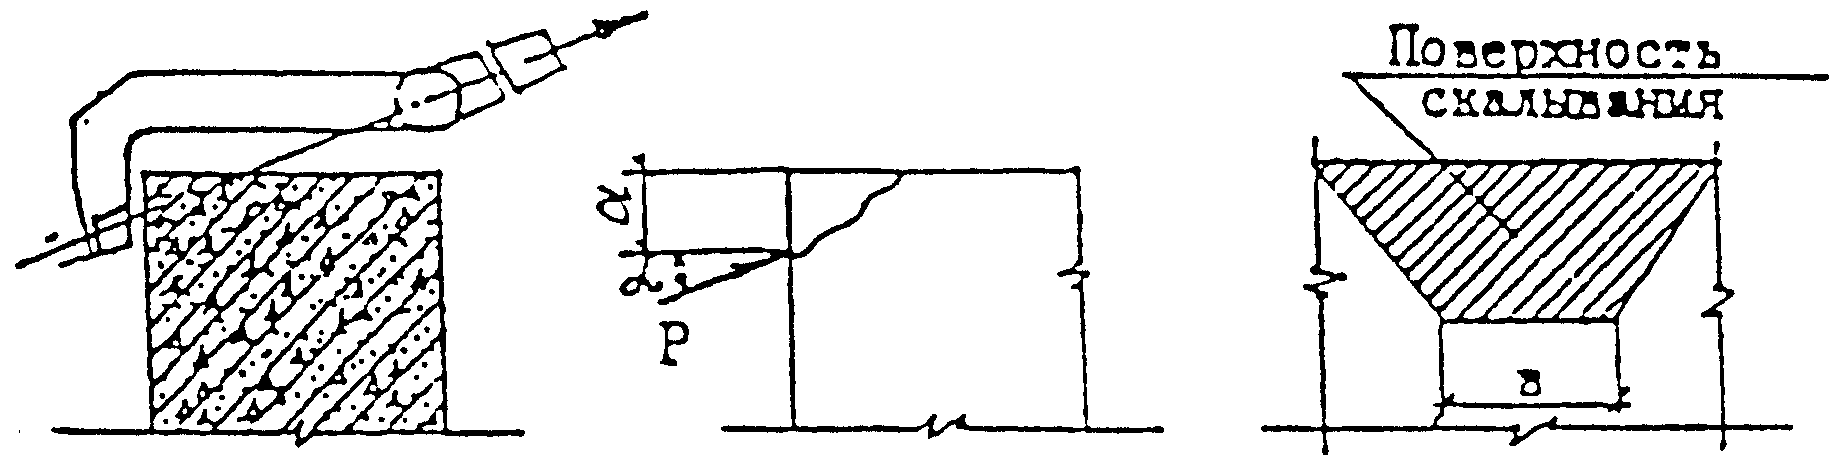 Поверхность
скалывания
a
α
P
в